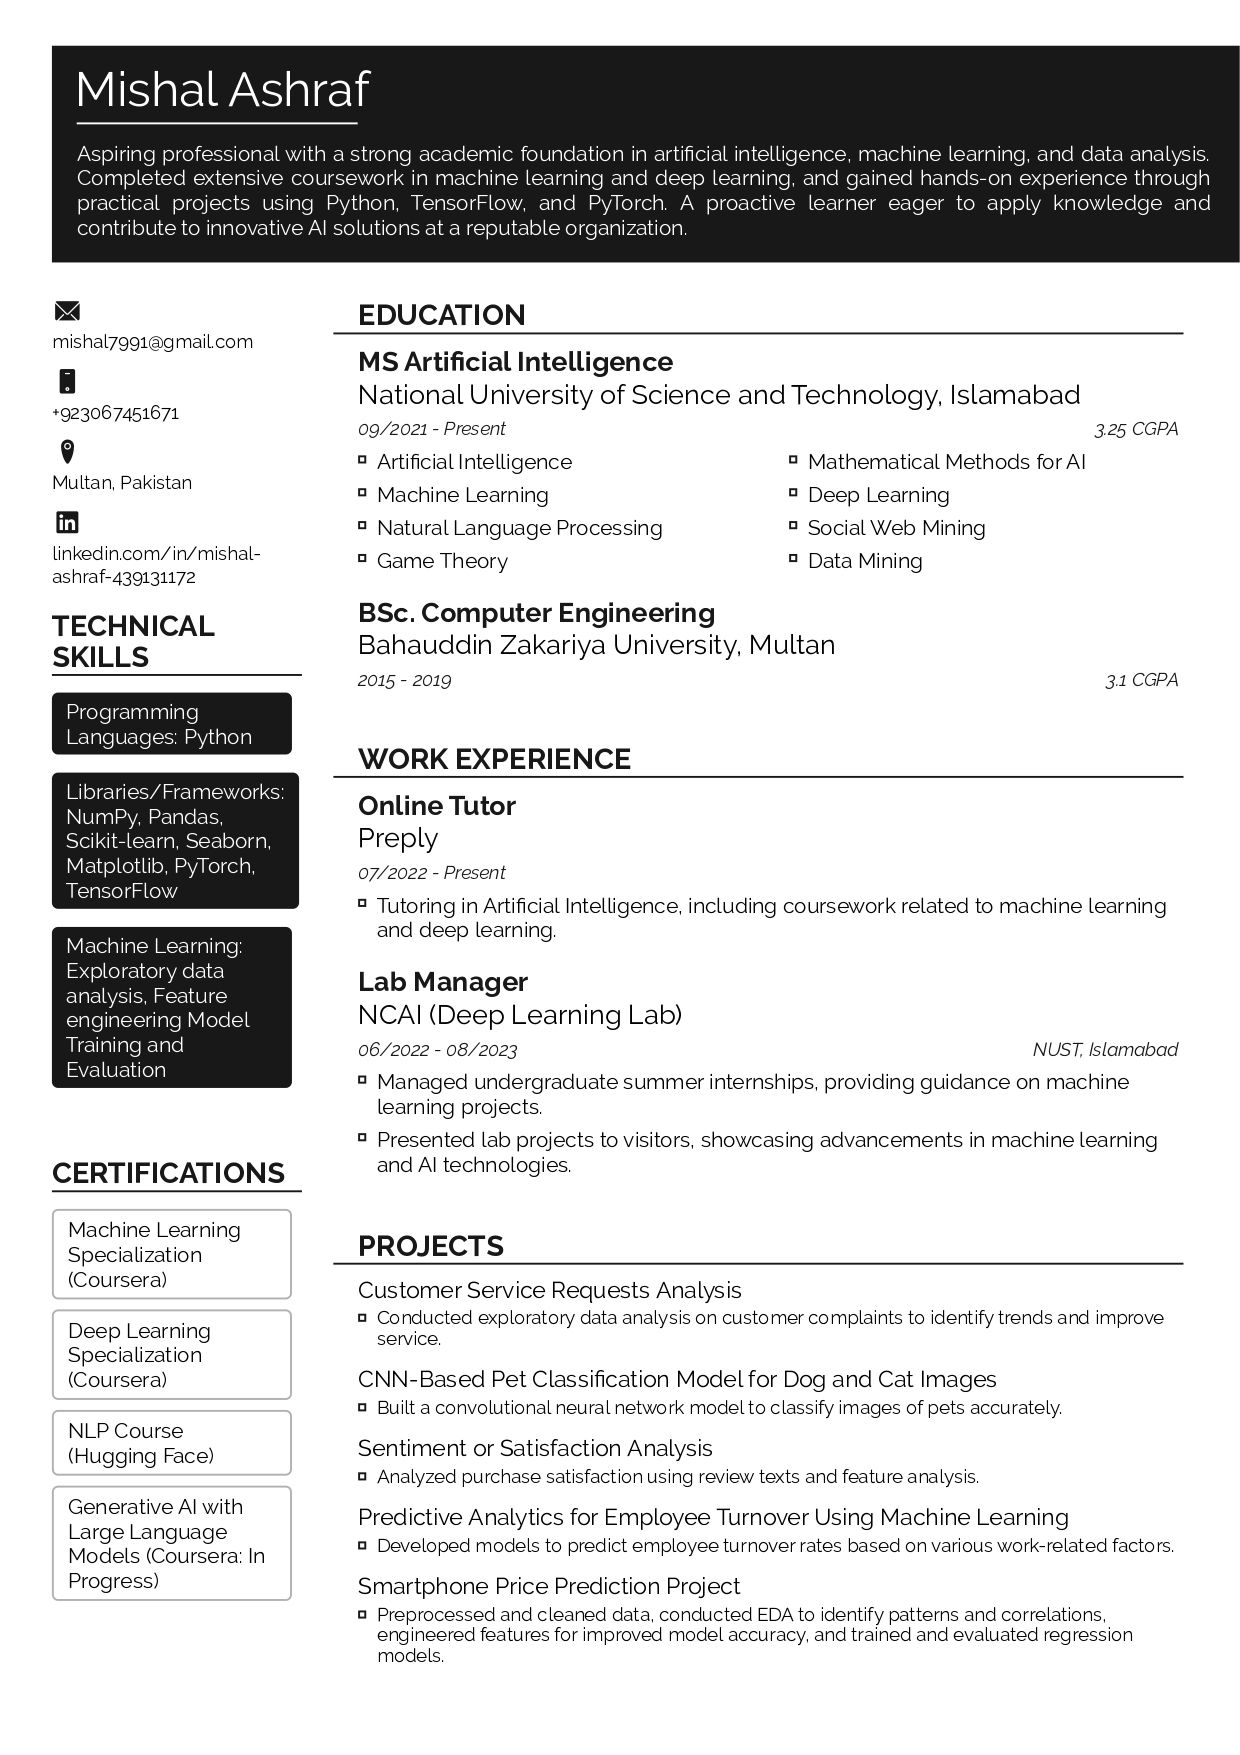 Mishal Ashraf
Aspiring professional with a strong academic foundation in artificial intelligence, machine learning, and data analysis.
Completed extensive coursework in machine learning and deep learning, and gained hands-on experience through
practical projects using Python, TensorFlow, and PyTorch. A proactive learner eager to apply knowledge and
contribute to innovative AI solutions at a reputable organization.
mishal7991@gmail.com
+923067451671
Multan, Pakistan
linkedin.com/in/mishal-
ashraf-439131172
TECHNICAL
SKILLS
Programming
Languages: Python
Libraries/Frameworks:
NumPy, Pandas,
Scikit-learn, Seaborn,
Matplotlib, PyTorch,
TensorFlow
Machine Learning:
Exploratory data
analysis, Feature
engineering Model
Training and
Evaluation
CERTIFICATIONS
Machine Learning
Specialization
(Coursera)
Deep Learning
Specialization
(Coursera)
NLP Course
(Hugging Face)
Generative AI with
Large Language
Models (Coursera: In
Progress)
EDUCATION
MS Artificial Intelligence
National University of Science and Technology, Islamabad
09/2021 - Present 3.25 CGPA
Artificial Intelligence
Machine Learning
Natural Language Processing
Game Theory
Mathematical Methods for AI
Deep Learning
Social Web Mining
Data Mining
BSc. Computer Engineering
Bahauddin Zakariya University, Multan
2015 - 2019 3.1 CGPA
WORK EXPERIENCE
Online Tutor
Preply
07/2022 - Present
Tutoring in Artificial Intelligence, including coursework related to machine learning
and deep learning.
Lab Manager
NCAI (Deep Learning Lab)
06/2022 - 08/2023 NUST, Islamabad
Managed undergraduate summer internships, providing guidance on machine
learning projects.
Presented lab projects to visitors, showcasing advancements in machine learning
and AI technologies.
PROJECTS
Customer Service Requests Analysis
Conducted exploratory data analysis on customer complaints to identify trends and improve
service.
CNN-Based Pet Classification Model for Dog and Cat Images
Built a convolutional neural network model to classify images of pets accurately.
Sentiment or Satisfaction Analysis
Analyzed purchase satisfaction using review texts and feature analysis.
Predictive Analytics for Employee Turnover Using Machine Learning
Developed models to predict employee turnover rates based on various work-related factors.
Smartphone Price Prediction Project
Preprocessed and cleaned data, conducted EDA to identify patterns and correlations,
engineered features for improved model accuracy, and trained and evaluated regression
models.